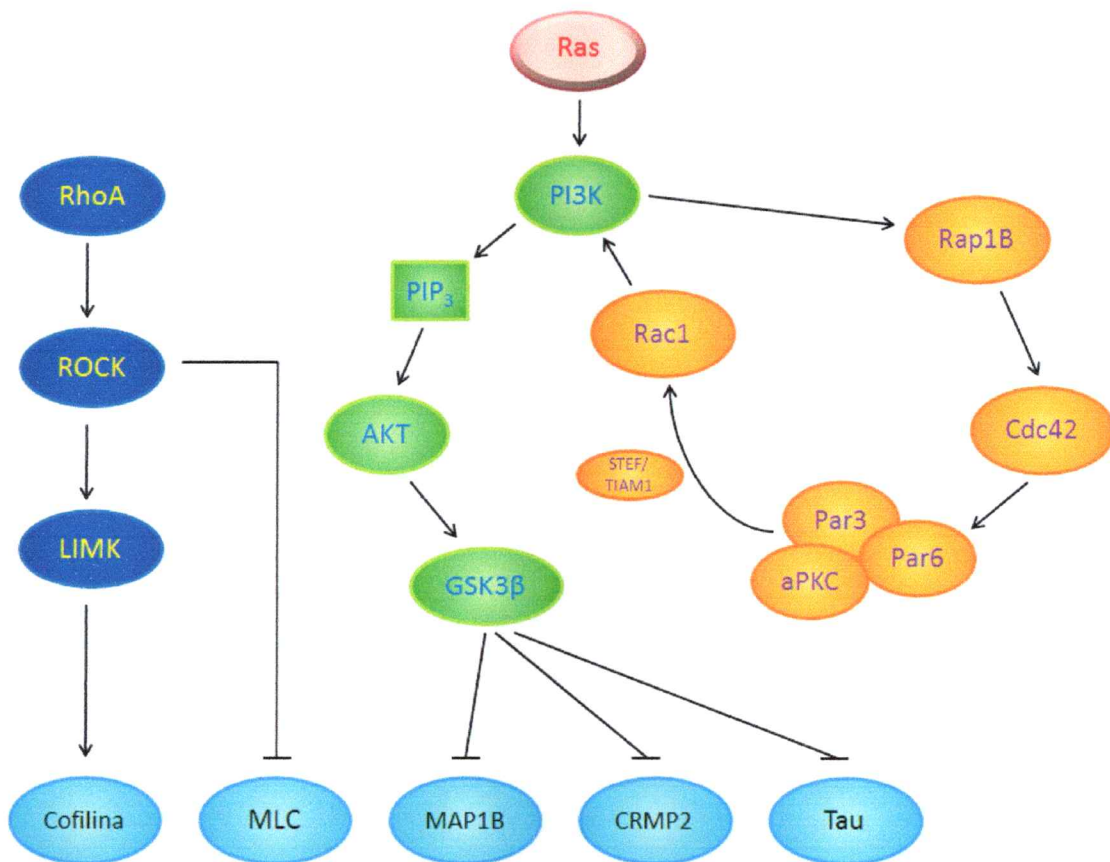 Ras
RhoA
PI3K
Rap1B
PIP₃
Rac1
ROCK
AKT
Cdc42
STEF/
TIAM1
Par3
Par6
aPKC
LIMK
GSK3β
Cofilina
MLC
MAP1B
CRMP2
Tau